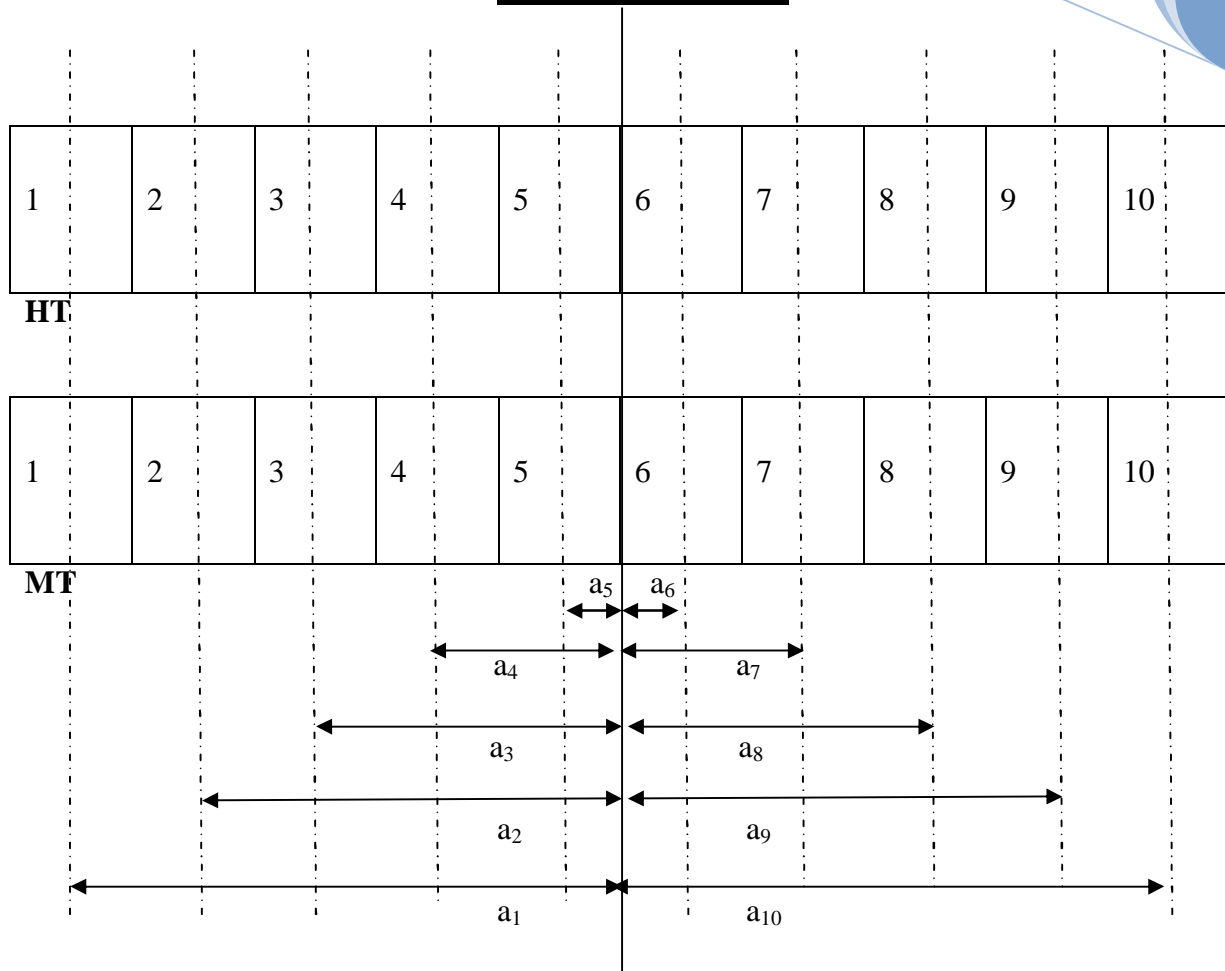 1 2 3 4 5 6 7 8 9 10
HT
1 2 3 4 5 6 7 8 9 10
MT
a₅ a₆
a₄ a₇
a₃ a₈
a₂ a₉
a₁ a₁₀